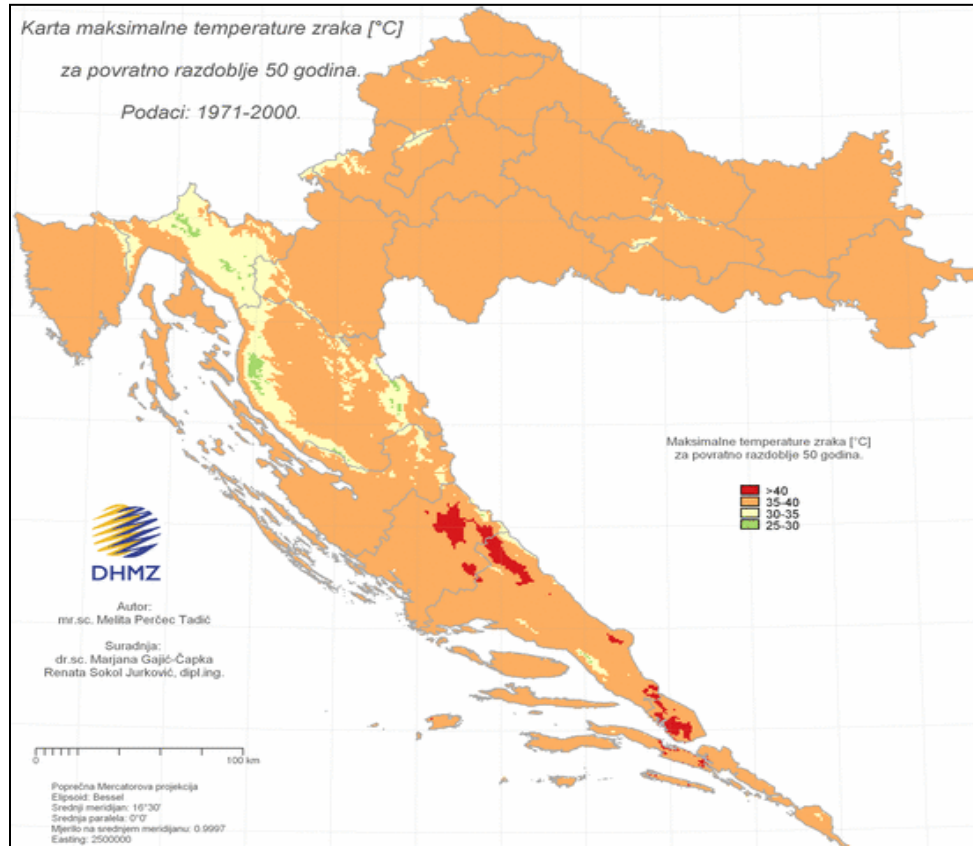 Karta maksimalne temperature zraka [°C]
za povratno razdoblje 50 godina.
Podaci: 1971-2000.
Maksimalne temperature zraka [°C]
za povratno razdoblje 50 godina.
>40
35-40
30-35
25-30
DHMZ
Autor:
mr.sc. Melita Perčec Tadić
Suradnja:
dr.sc. Marjana Gajić-Čapka
Renata Sokol Jurković, dipl.ing.
0 100 km
Poprečna Mercatorova projekcija
Elipsoid: Bessel
Srednji meridijan: 16°30'
Srednja paralela: 0°0'
Mjerilo na srednjem meridijanu: 0.9997
Easting: 2500000